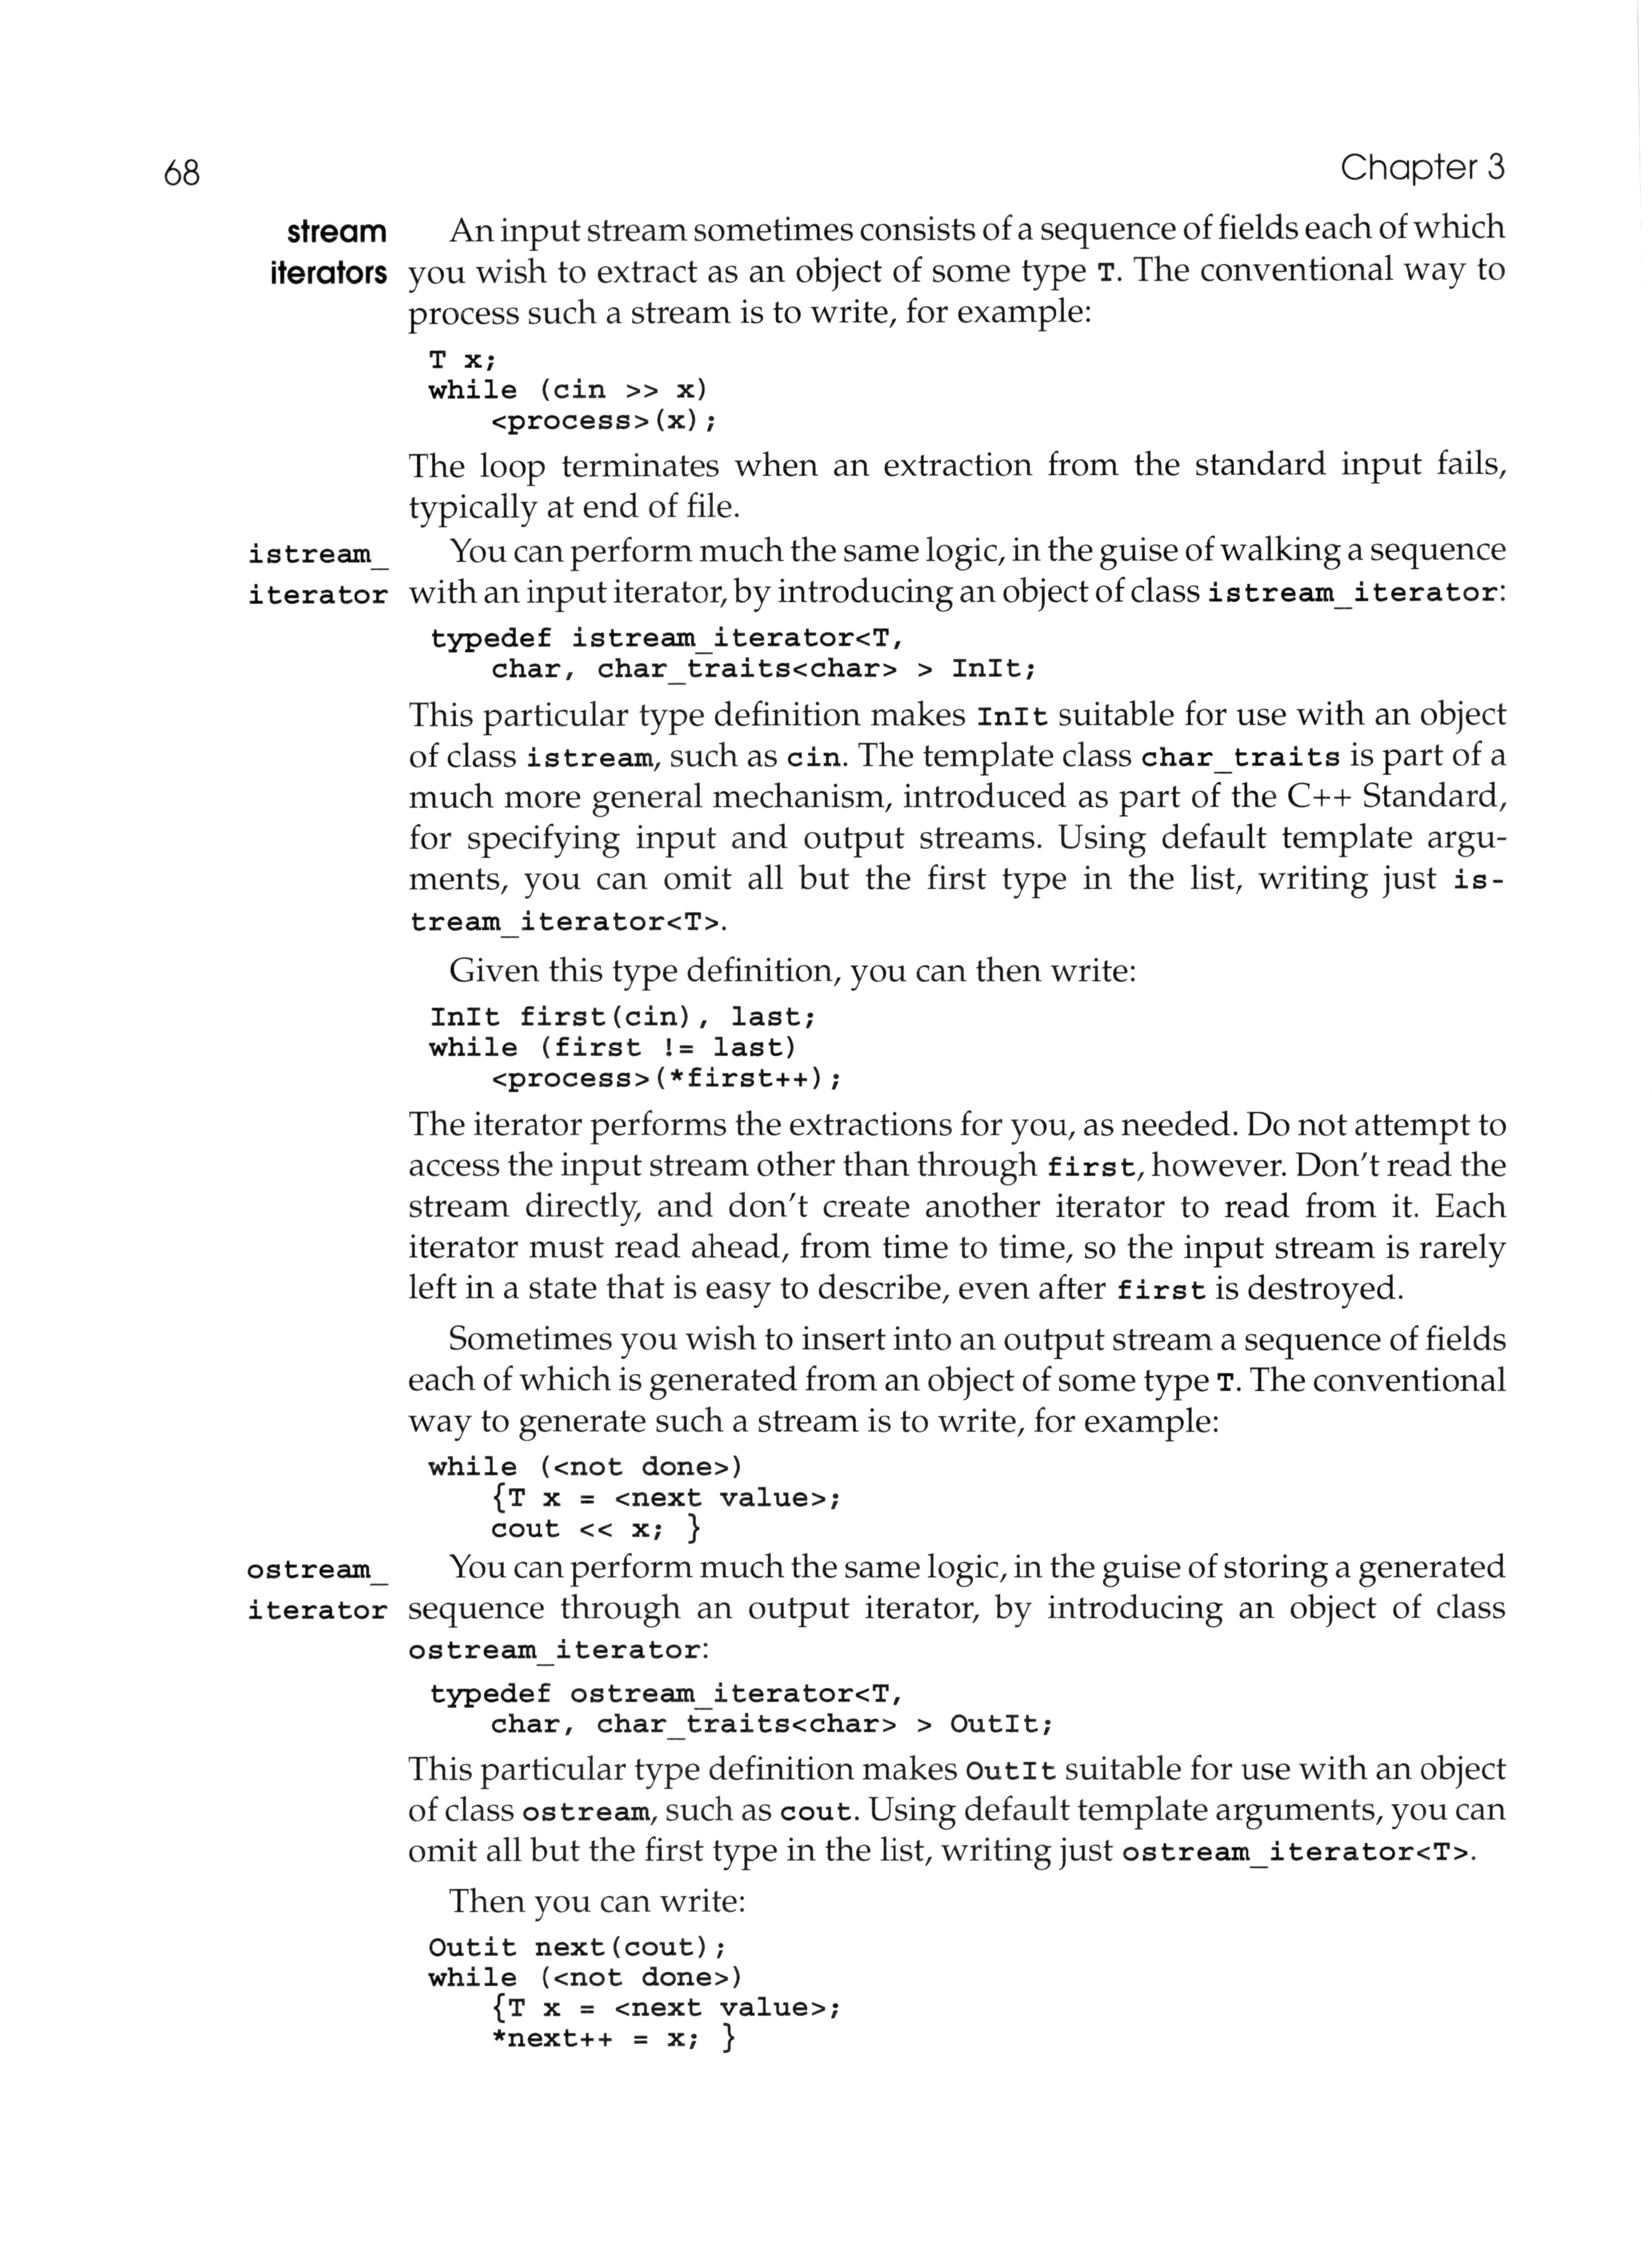 68
Chapter 3
stream
iterators
An input stream sometimes consists of a sequence of fields each of which
you wish to extract as an object of some type T. The conventional way to
process such a stream is to write, for example:
T x;
while (cin >> x)
<process>(x);
The loop terminates when an extraction from the standard input fails,
typically at end of file.
istream_
iterator
You can perform much the same logic, in the guise of walking a sequence
with an input iterator, by introducing an object of class istream_iterator:
typedef istream_iterator<T,
char, char_traits<char> > InIt;
This particular type definition makes InIt suitable for use with an object
of class istream, such as cin. The template class char_traits is part of a
much more general mechanism, introduced as part of the C++ Standard,
for specifying input and output streams. Using default template argu-
ments, you can omit all but the first type in the list, writing just is-
tream_iterator<T>.
Given this type definition, you can then write:
InIt first(cin), last;
while (first != last)
<process>(*first++);
The iterator performs the extractions for you, as needed. Do not attempt to
access the input stream other than through first, however. Don't read the
stream directly, and don't create another iterator to read from it. Each
iterator must read ahead, from time to time, so the input stream is rarely
left in a state that is easy to describe, even after first is destroyed.
Sometimes you wish to insert into an output stream a sequence of fields
each of which is generated from an object of some type T. The conventional
way to generate such a stream is to write, for example:
while (<not done>)
{T x = <next value>;
cout << x; }
ostream_
iterator
You can perform much the same logic, in the guise of storing a generated
sequence through an output iterator, by introducing an object of class
ostream_iterator:
typedef ostream_iterator<T,
char, char_traits<char> > OutIt;
This particular type definition makes OutIt suitable for use with an object
of class ostream, such as cout. Using default template arguments, you can
omit all but the first type in the list, writing just ostream_iterator<T>.
Then you can write:
Outit next(cout);
while (<not done>)
{T x = <next value>;
*next++ = x; }